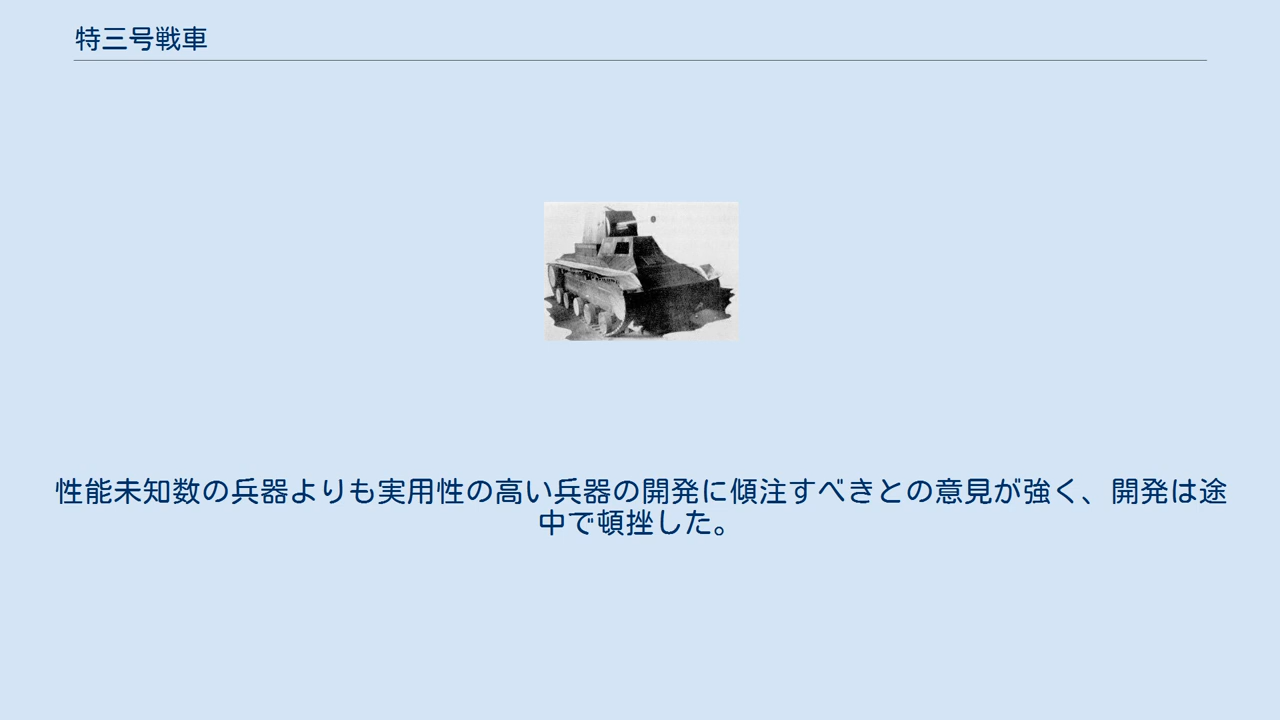 特三号戦車
性能未知数の兵器よりも実用性の高い兵器の開発に傾注すべきとの意見が強く、開発は途
中で頓挫した。